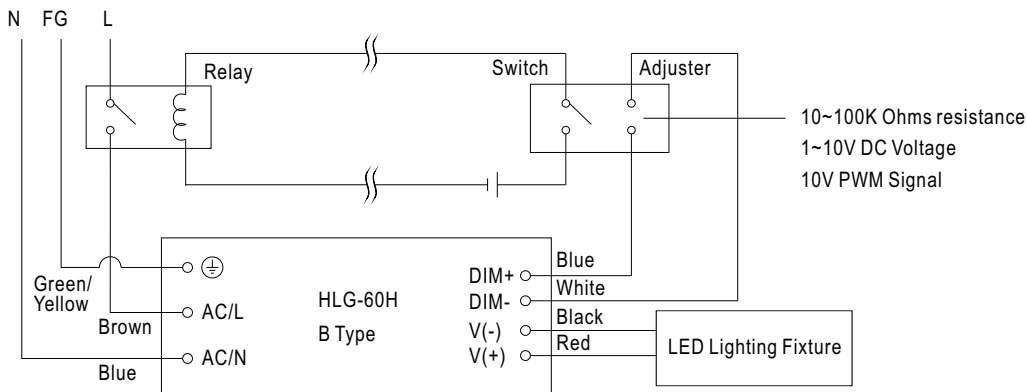 N FG L
Relay
Switch
Adjuster
10~100K Ohms resistance
1~10V DC Voltage
10V PWM Signal
Green/
Yellow
Brown
Blue
AC/L
AC/N
HLG-60H
B Type
DIM+
DIM-
V(-)
V(+)
Blue
White
Black
Red
LED Lighting Fixture